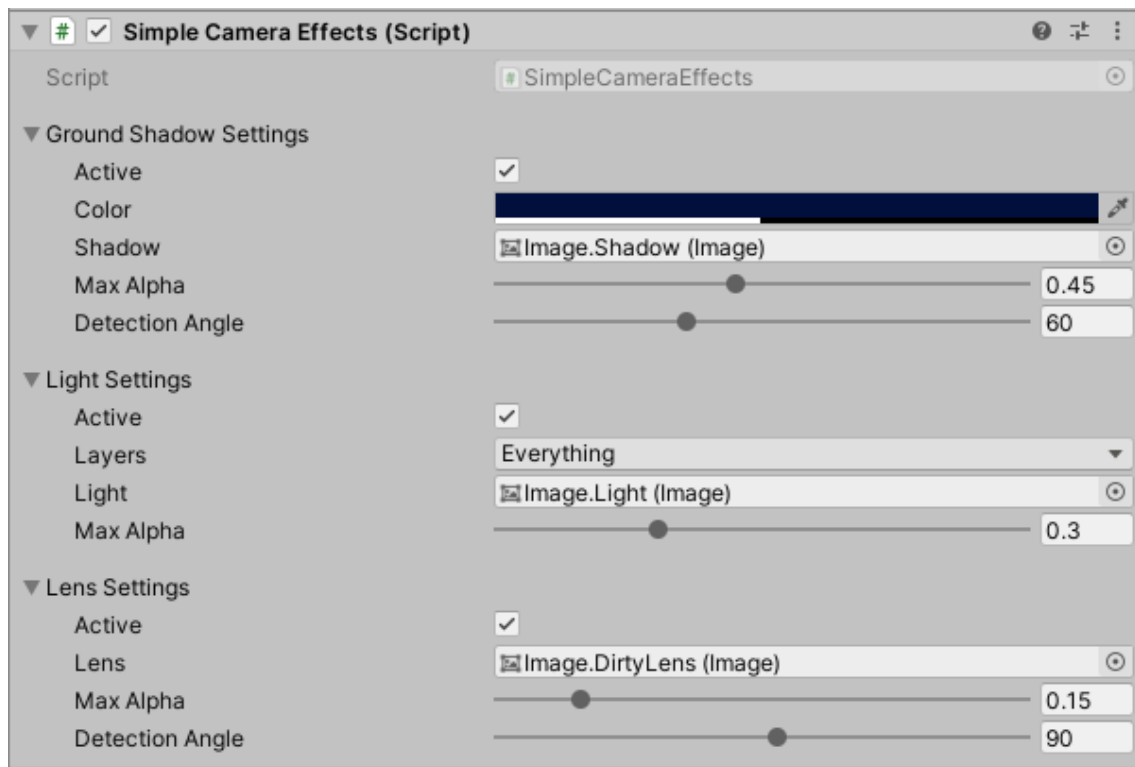 # Simple Camera Effects (Script)
Script # SimpleCameraEffects
Ground Shadow Settings
Active
Color
Shadow Image.Shadow (Image)
Max Alpha 0.45
Detection Angle 60
Light Settings
Active
Layers Everything
Light Image.Light (Image)
Max Alpha 0.3
Lens Settings
Active
Lens Image.DirtyLens (Image)
Max Alpha 0.15
Detection Angle 90